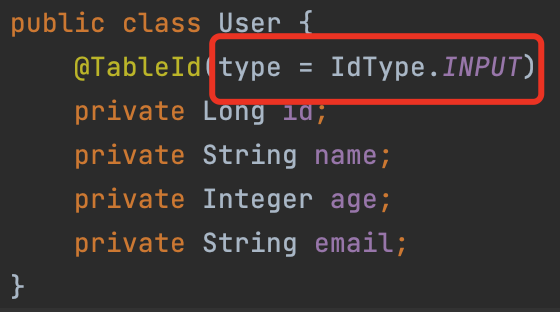 public class User {
    @TableId(type = IdType.INPUT)
    private Long id;
    private String name;
    private Integer age;
    private String email;
}